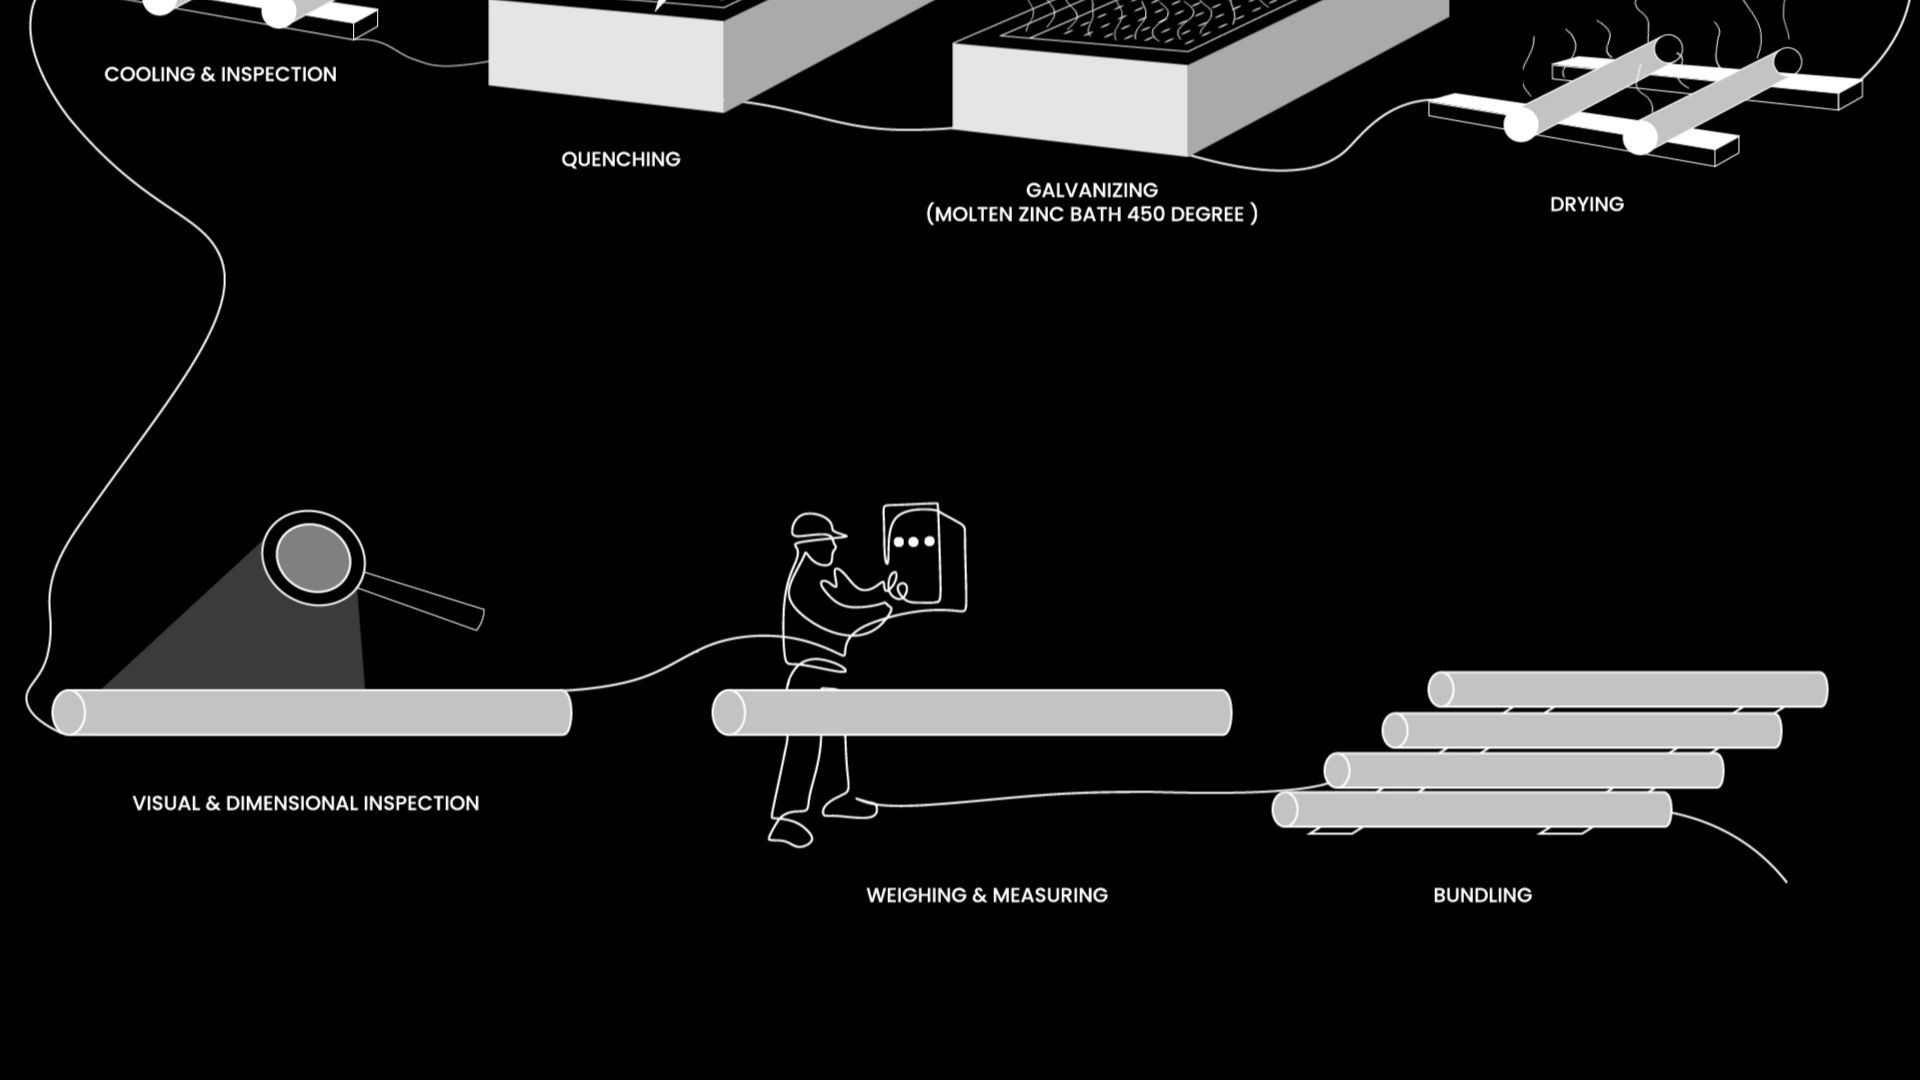 COOLING & INSPECTION
QUENCHING
GALVANIZING
(MOLTEN ZINC BATH 450 DEGREE )
DRYING
VISUAL & DIMENSIONAL INSPECTION
WEIGHING & MEASURING
BUNDLING